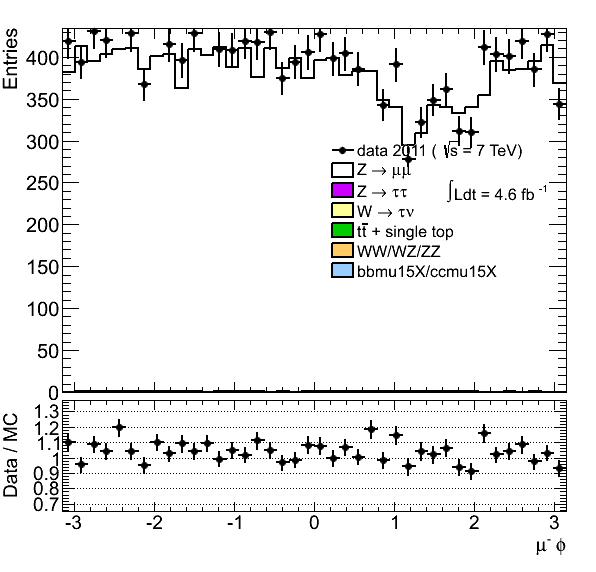 Entries
400
350
300
250
200
150
100
50
0
data 2011 ( √s = 7 TeV)
Z → μμ
Z → ττ
∫Ldt = 4.6 fb⁻¹
W → τν
tt̄ + single top
WW/WZ/ZZ
bbmu15X/ccmu15X
Data / MC
1.3
1.2
1.1
1
0.9
0.8
0.7
-3 -2 -1 0 1 2 3
μ⁻ ϕ